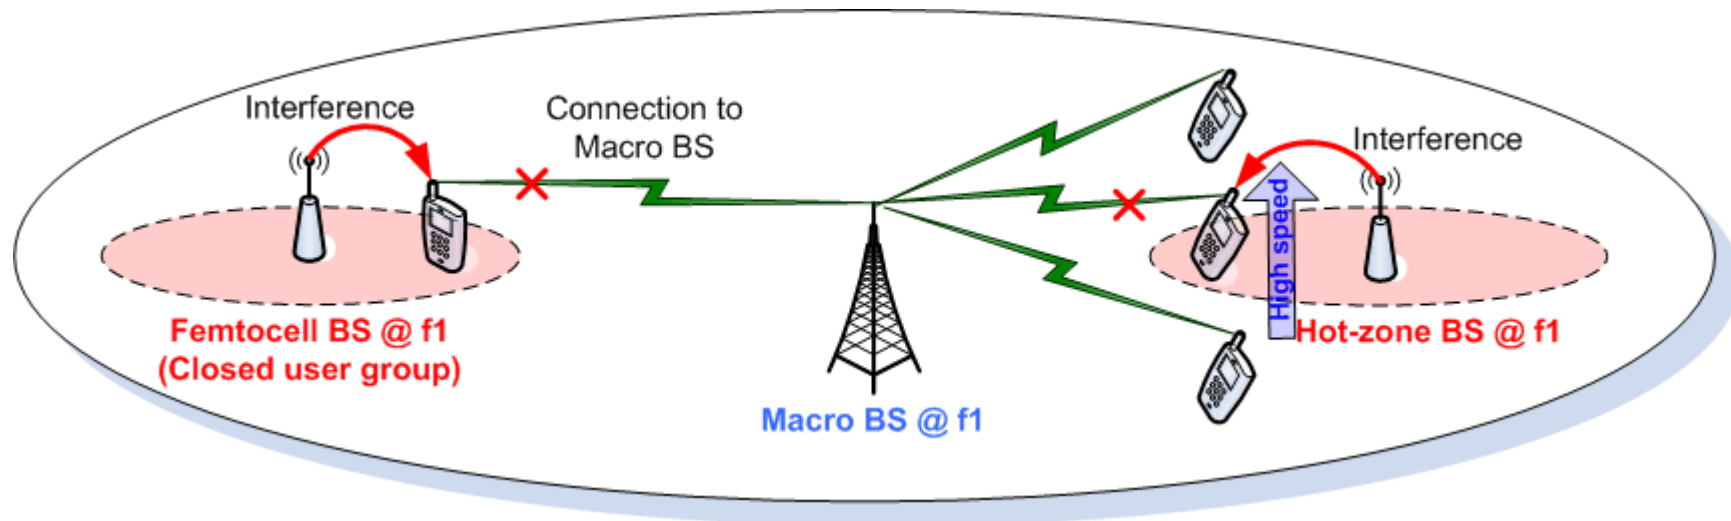 Interference
Connection to
Macro BS
Interference
High speed
Femtocell BS @ f1
(Closed user group)
Hot-zone BS @ f1
Macro BS @ f1